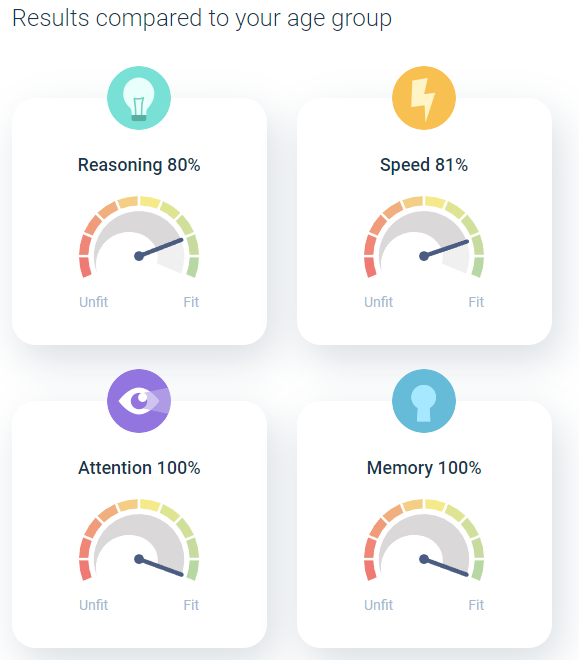 Results compared to your age group
Reasoning 80%
Unfit Fit
Speed 81%
Unfit Fit
Attention 100%
Unfit Fit
Memory 100%
Unfit Fit